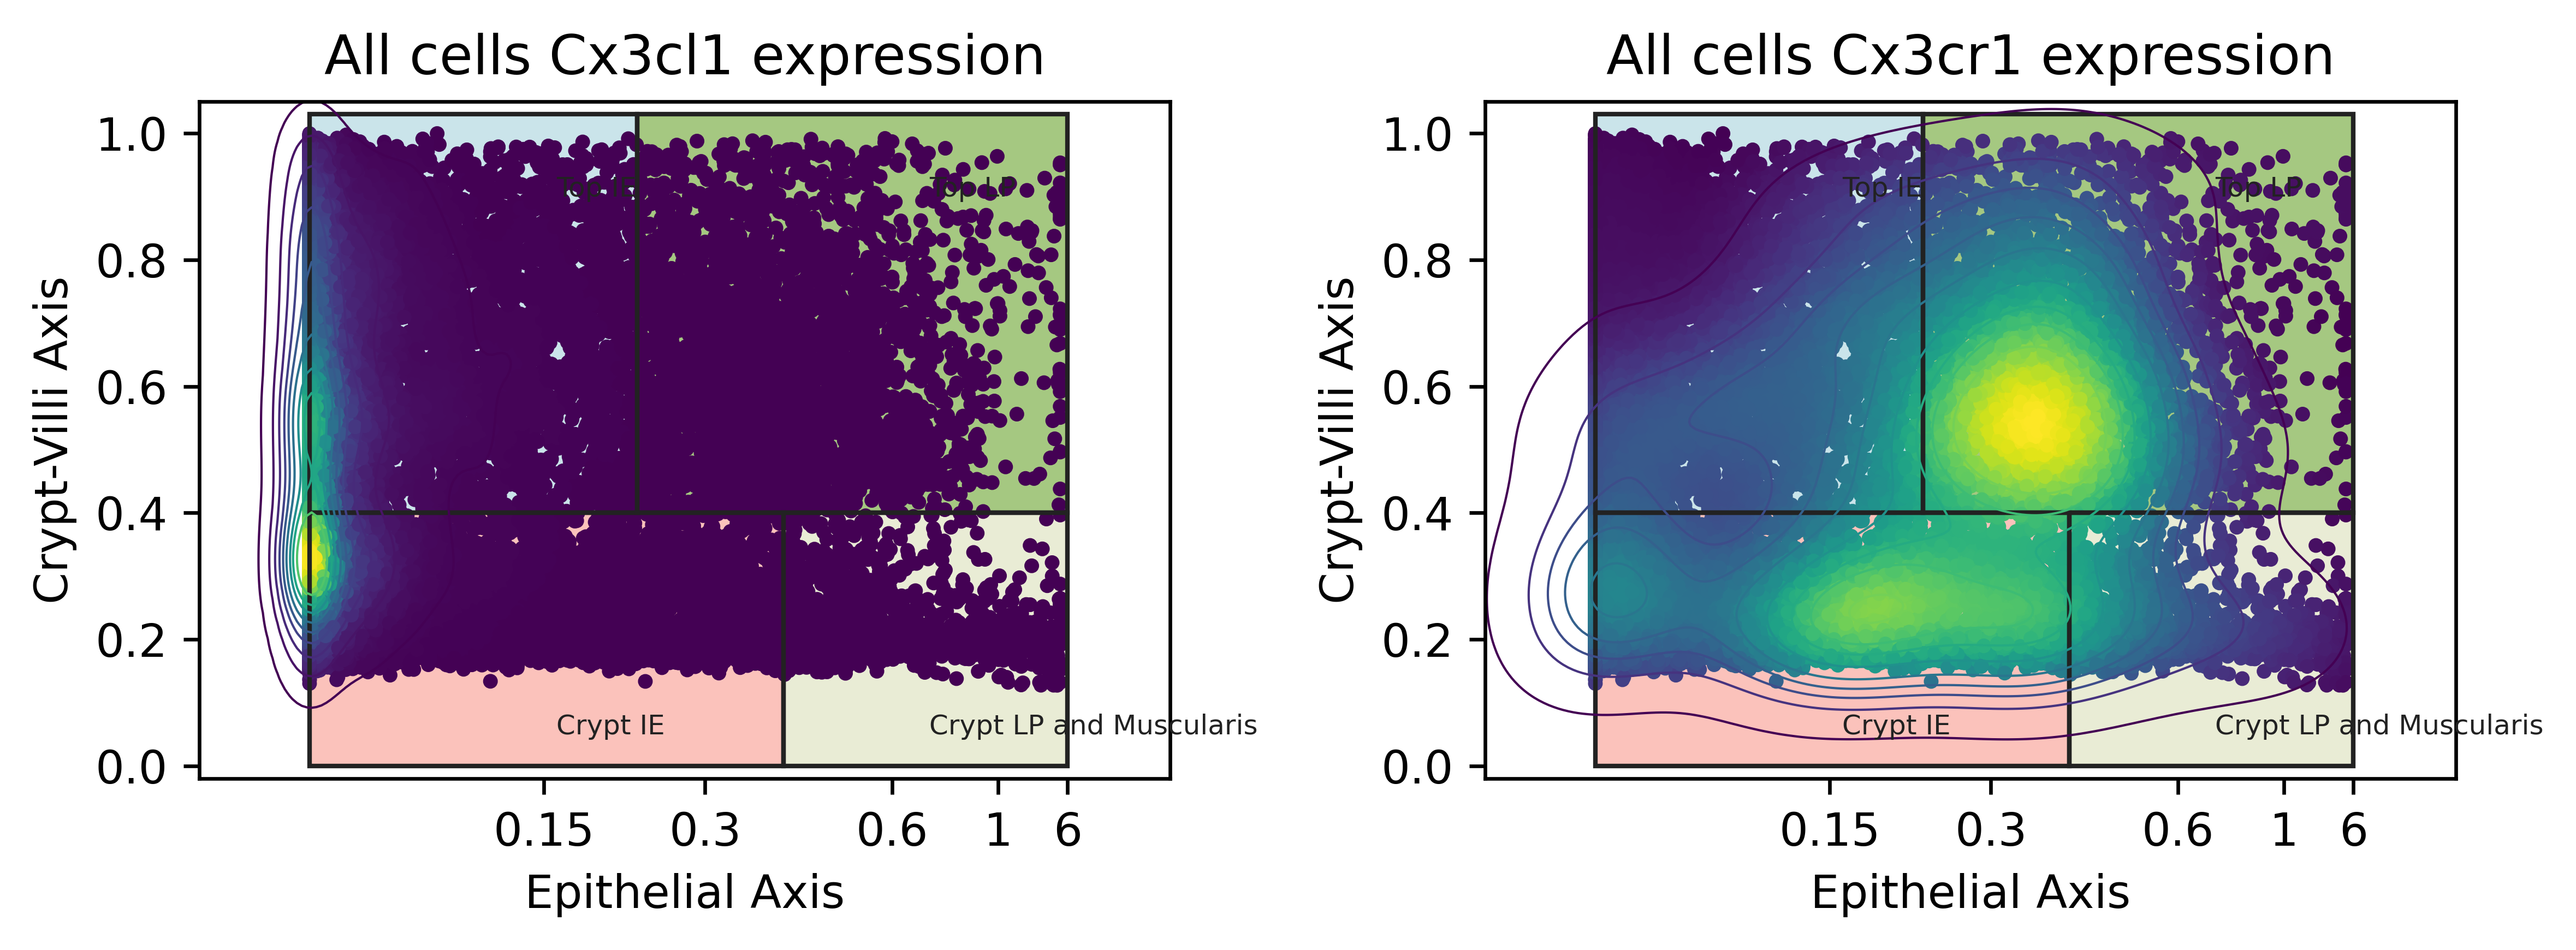 All cells Cx3cl1 expression
1.0
0.8
0.6
0.4
0.2
0.0
Crypt-Villi Axis
Top IE
Top LP
Crypt IE
Crypt LP and Muscularis
0.15 0.3 0.6 1 6
Epithelial Axis
All cells Cx3cr1 expression
1.0
0.8
0.6
0.4
0.2
0.0
Crypt-Villi Axis
Top IE
Top LP
Crypt IE
Crypt LP and Muscularis
0.15 0.3 0.6 1 6
Epithelial Axis